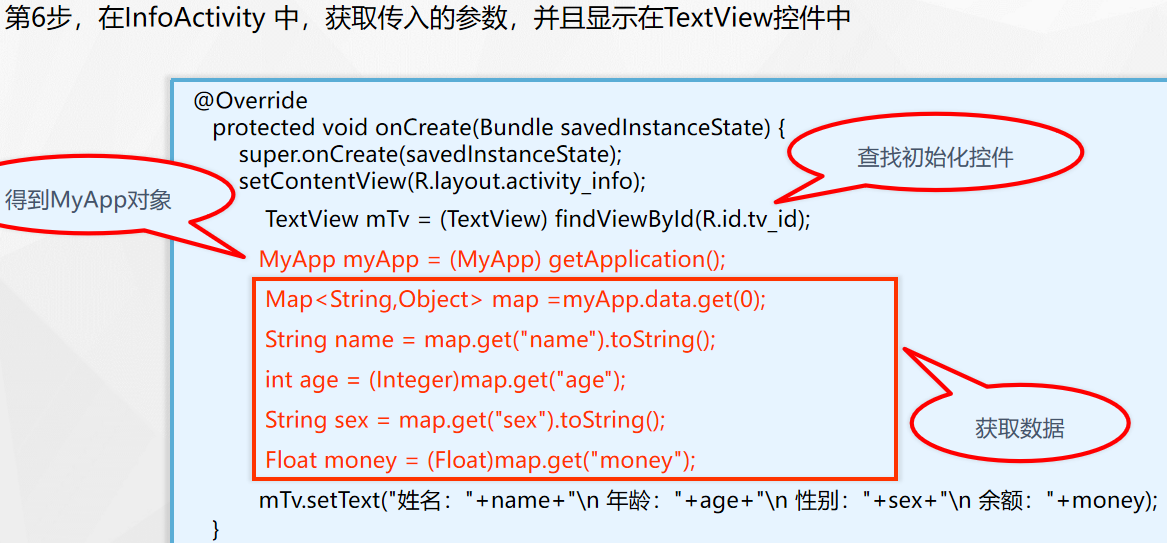 第6步，在InfoActivity 中，获取传入的参数，并且显示在TextView控件中
@Override
protected void onCreate(Bundle savedInstanceState) {
super.onCreate(savedInstanceState);
setContentView(R.layout.activity_info);
查找初始化控件
得到MyApp对象
TextView mTv = (TextView) findViewById(R.id.tv_id);
MyApp myApp = (MyApp) getApplication();
Map<String,Object> map =myApp.data.get(0);
String name = map.get("name").toString();
int age = (Integer)map.get("age");
String sex = map.get("sex").toString();
Float money = (Float)map.get("money");
获取数据
mTv.setText("姓名："+name+"\n 年龄："+age+"\n 性别："+sex+"\n 余额："+money);
}